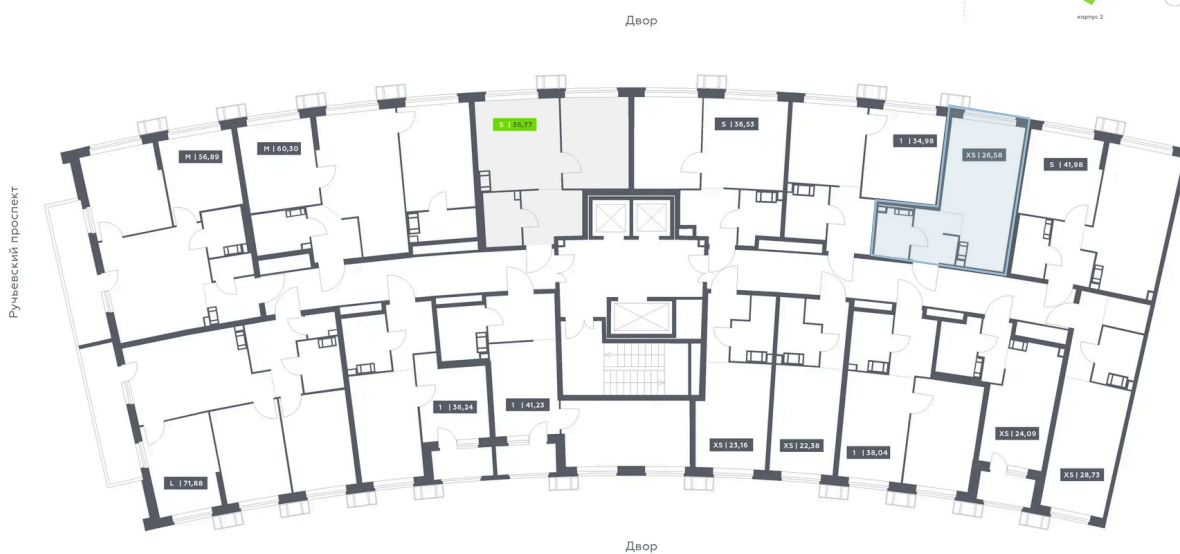 Двор
корпус 2
S | 36,77
S | 36,53
1 | 34,98
XS | 26,58
M | 56,89
M | 60,30
S | 41,98
Ручьевский проспект
1 | 36,24
1 | 41,23
XS | 23,16
XS | 22,38
1 | 38,04
XS | 24,09
XS | 28,73
L | 71,88
Двор